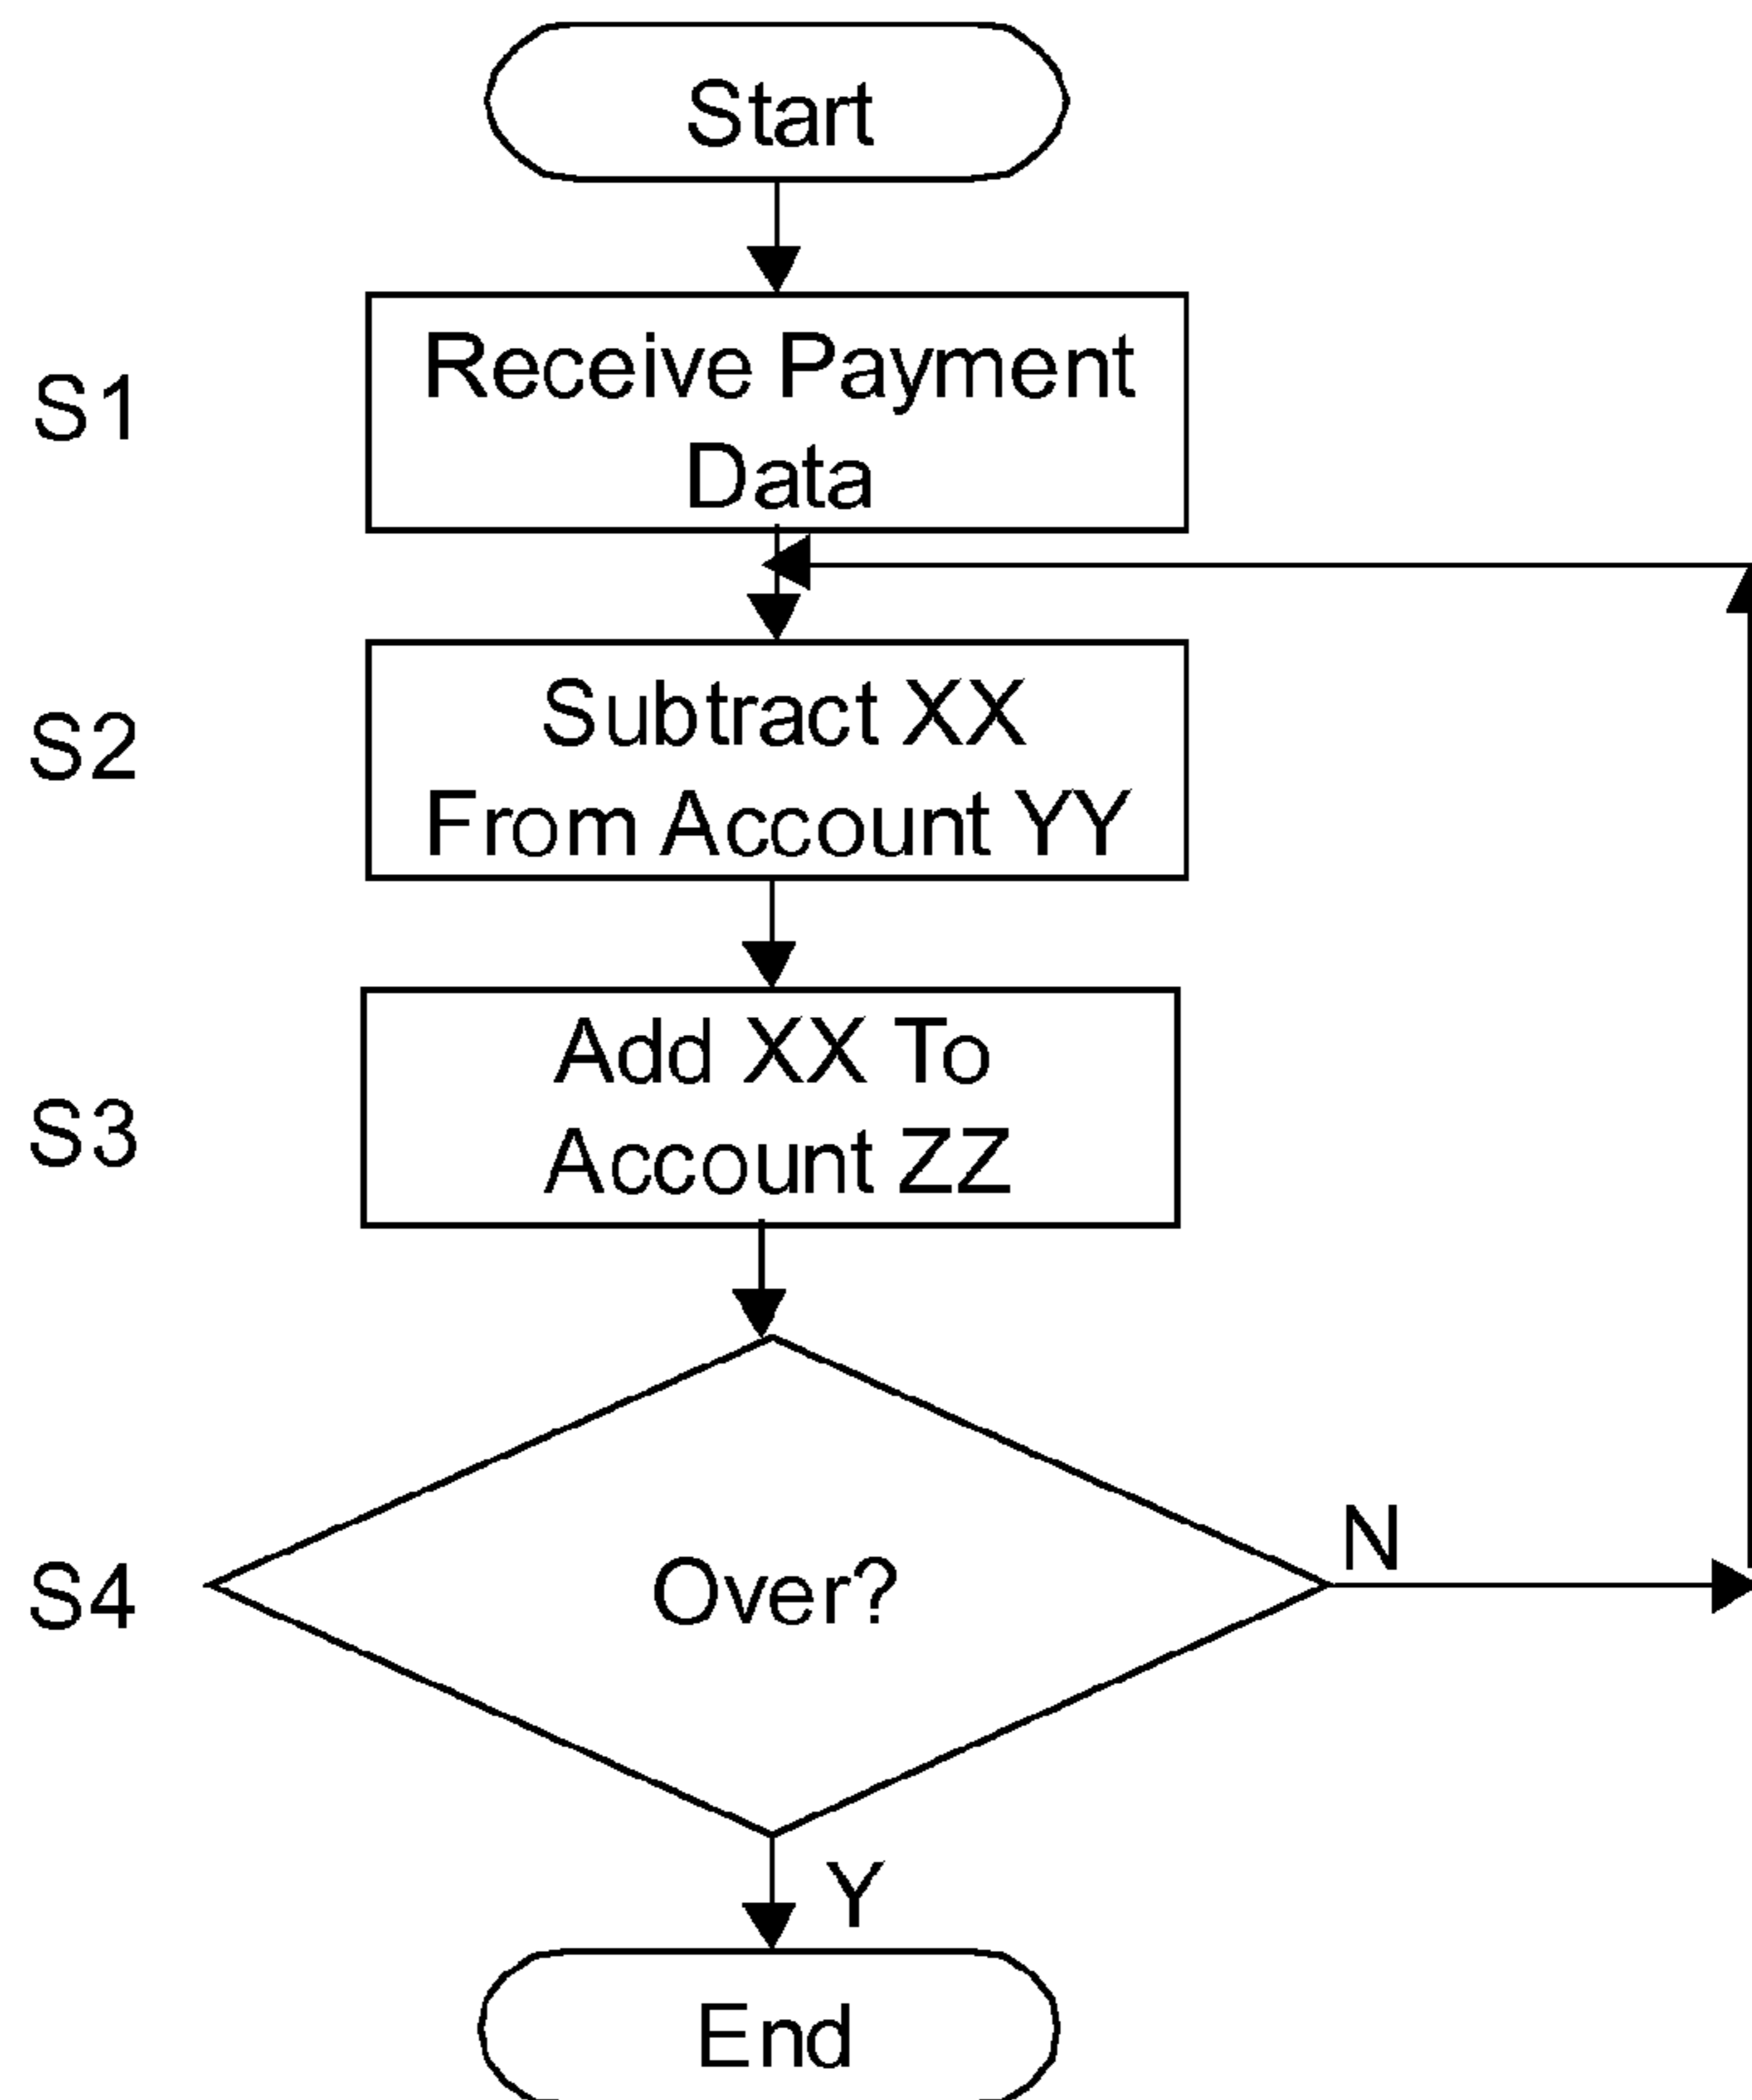 Start
S1
Receive Payment
Data
S2
Subtract XX
From Account YY
S3
Add XX To
Account ZZ
S4
Over?
N
Y
End